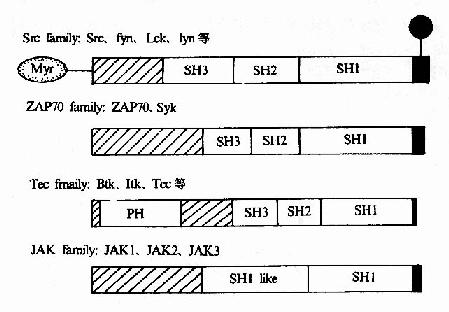 Src family: Src、fyn、Lck、lyn等
Myr SH3 SH2 SH1
ZAP70 family: ZAP70、Syk
SH3 SH2 SH1
Tec fmaily: Btk、Itk、Tec等
PH SH3 SH2 SH1
JAK family: JAK1、JAK2、JAK3
SH1 like SH1